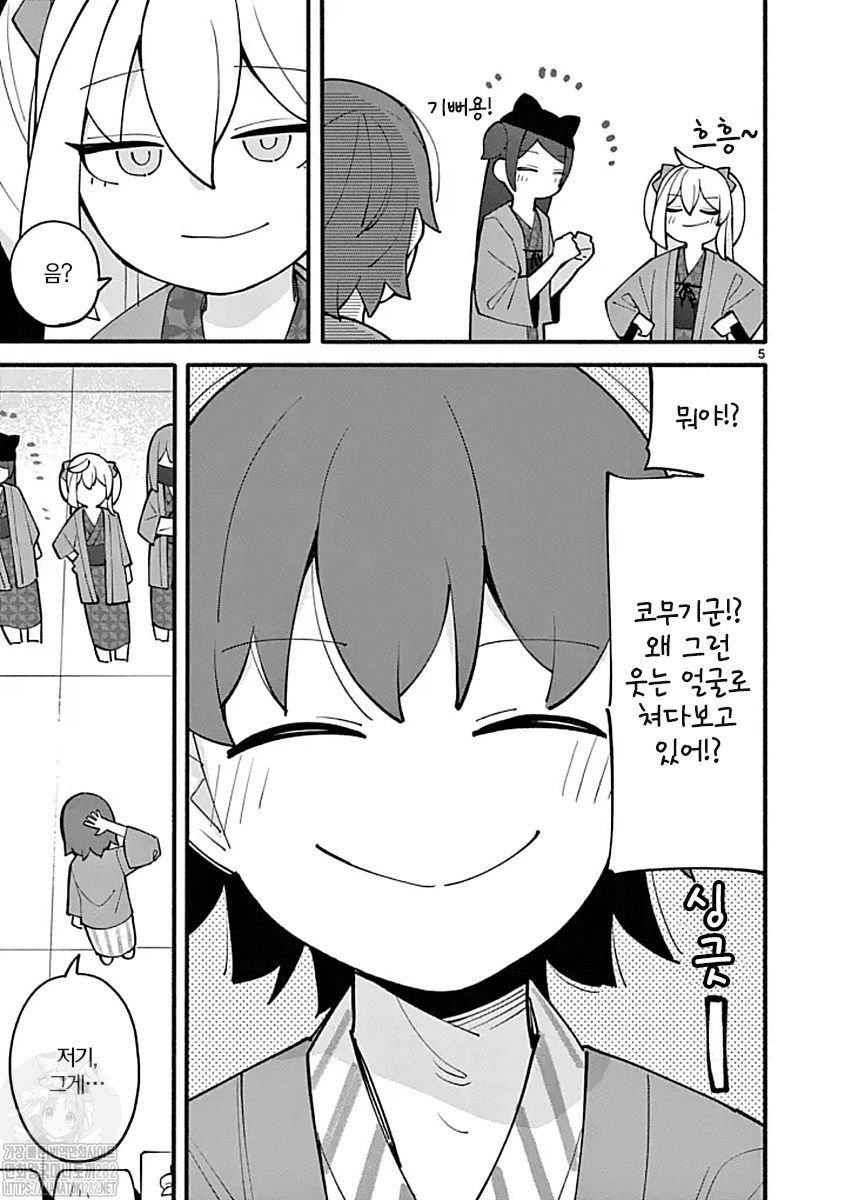 기뻐용!
흐흥~
음?
5
뭐야!?
코무기군!?
왜 그런
웃는 얼굴로
쳐다보고
있어!?
싱긋ㅡ
저기,
그게…